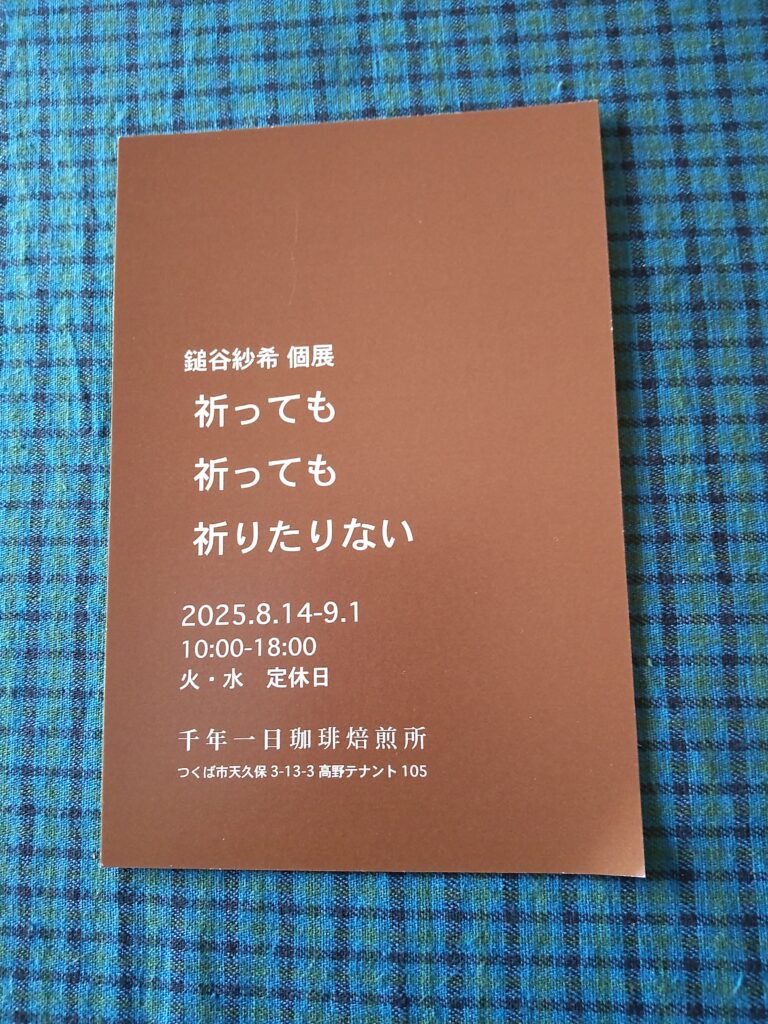 鎚谷紗希 個展
祈っても
祈っても
祈りたりない
2025.8.14-9.1
10:00-18:00
火・水　定休日
千年一日珈琲焙煎所
つくば市天久保 3-13-3 高野テナント 105